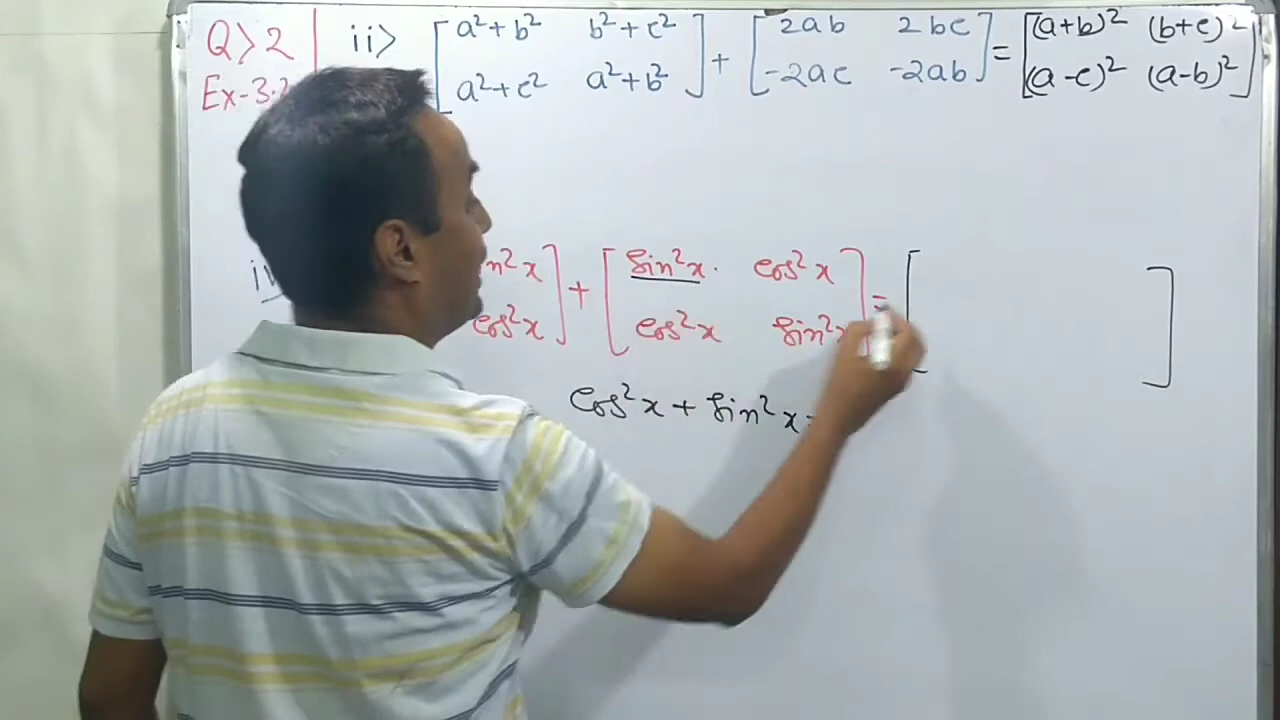 Q> 2 ii> [a²+b² b²+c²] + [2ab 2bc] = [(a+b)² (b+c)²]
Ex-3.2 [a²+c² a²+b²] [-2ac -2ab] [(a-c)² (a-b)²]
n²x] + [sin²x. cos²x] = [ ]
cos²x] [cos²x sin²x
cos²x + sin²x =